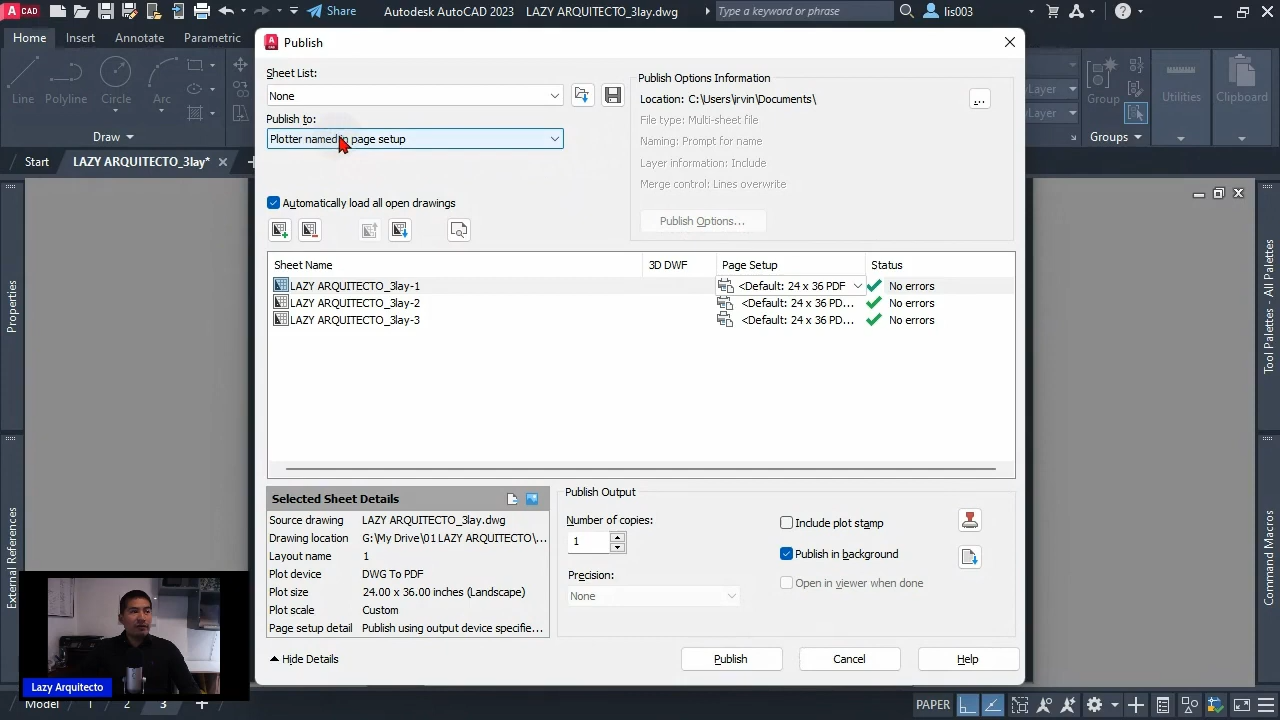 CAD
Share
Autodesk AutoCAD 2023
LAZY ARQUITECTO_3lay.dwg
Type a keyword or phrase
lis003
Home
Insert
Annotate
Parametric
Line
Polyline
Circle
Arc
Draw
Group
Groups
Utilities
Clipboard
Start
LAZY ARQUITECTO_3lay*
Publish
Sheet List:
None
Publish to:
Plotter named in page setup
Publish Options Information
Location: C:\Users\irvin\Documents\
...
File type: Multi-sheet file
Naming: Prompt for name
Layer information: Include
Merge control: Lines overwrite
Publish Options...
Automatically load all open drawings
Sheet Name
3D DWF
Page Setup
Status
LAZY ARQUITECTO_3lay-1
<Default: 24 x 36 PDF
No errors
LAZY ARQUITECTO_3lay-2
<Default: 24 x 36 PD...
No errors
LAZY ARQUITECTO_3lay-3
<Default: 24 x 36 PD...
No errors
Selected Sheet Details
Source drawing LAZY ARQUITECTO_3lay.dwg
Drawing location G:\My Drive\01 LAZY ARQUITECTO\...
Layout name 1
Plot device DWG To PDF
Plot size 24.00 x 36.00 inches (Landscape)
Plot scale Custom
Page setup detail Publish using output device specifie...
Hide Details
Publish Output
Number of copies:
1
Precision:
None
Include plot stamp
Publish in background
Open in viewer when done
Publish
Cancel
Help
Properties
External References
Tool Palettes - All Palettes
Command Macros
Lazy Arquitecto
Model
1
2
3
PAPER